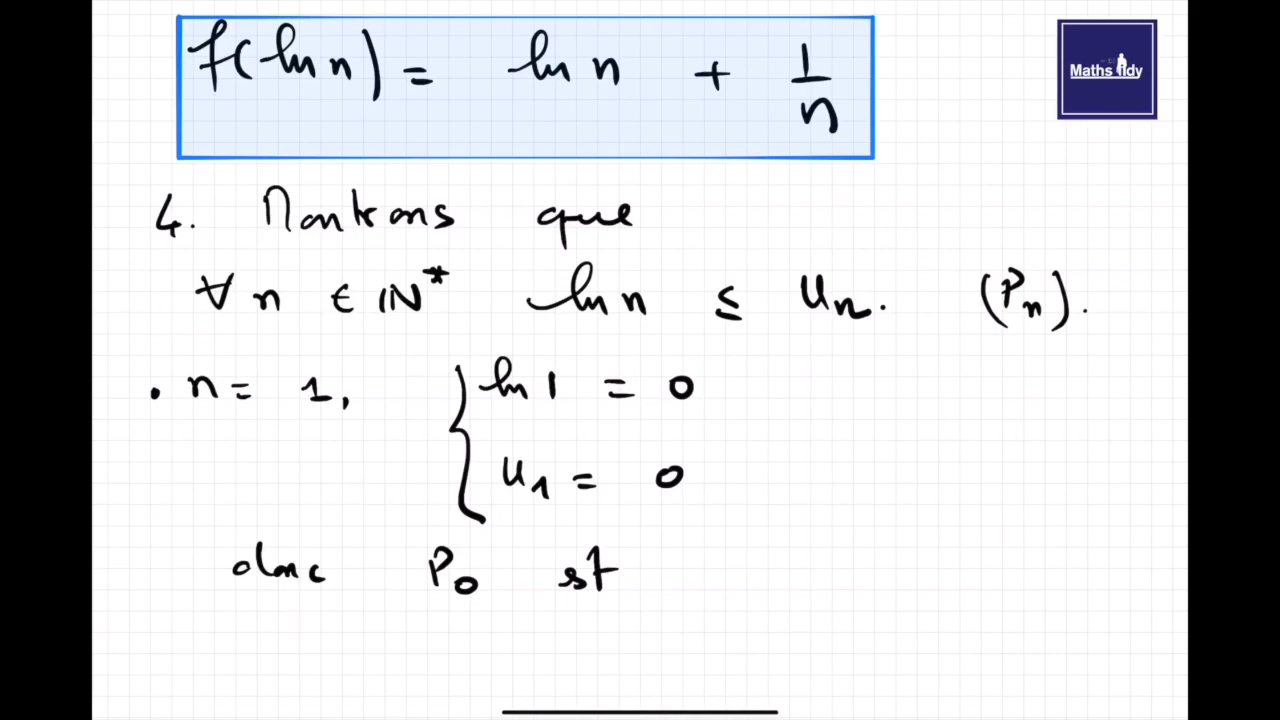 f(ln n) = ln n + 1/n
Maths Tidy
4. Montrons que
∀ n ∈ ℕ* ln n ≤ uₙ. (Pₙ).
. n = 1, { ln 1 = 0
u₁ = 0
donc P₀ st